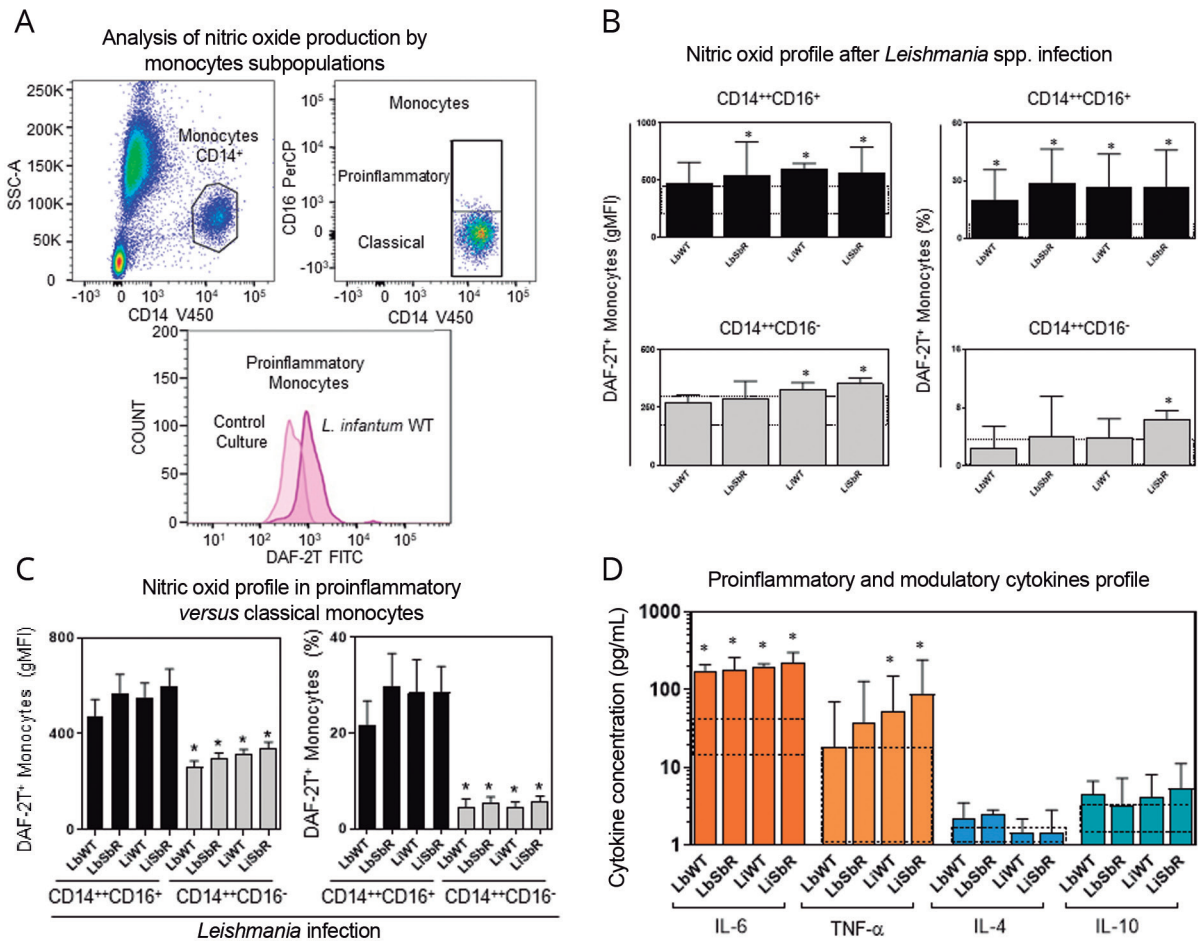 A
Analysis of nitric oxide production by
monocytes subpopulations
250K
200K
150K
100K
50K
0
SSC-A
Monocytes
CD14+
-10³ 0 10³ 10⁴ 10⁵
CD14 V450
10⁵
10⁴
10³
0
-10³
CD16 PerCP
Monocytes
Proinflammatory
Classical
-10³ 0 10³ 10⁴ 10⁵
CD14 V450
200
150
100
50
0
COUNT
Proinflammatory
Monocytes
Control
Culture
L. infantum WT
10¹ 10² 10³ 10⁴ 10⁵
DAF-2T FITC
B
Nitric oxid profile after Leishmania spp. infection
DAF-2T⁺ Monocytes (gMFI)
CD14⁺⁺CD16⁺
1000
500
0
* * *
LbWT LbSbR LiWT LiSbR
DAF-2T⁺ Monocytes (%)
CD14⁺⁺CD16⁺
60
30
0
* * * *
LbWT LbSbR LiWT LiSbR
CD14⁺⁺CD16⁻
600
250
0
* *
LbWT LbSbR LiWT LiSbR
CD14⁺⁺CD16⁻
16
8
0
*
LbWT LbSbR LiWT LiSbR
C
Nitric oxid profile in proinflammatory
versus classical monocytes
DAF-2T⁺ Monocytes (gMFI)
800
400
0
* * * *
LbWT LbSbR LiWT LiSbR LbWT LbSbR LiWT LiSbR
CD14⁺⁺CD16⁺ CD14⁺⁺CD16⁻
DAF-2T⁺ Monocytes (%)
40
20
0
* * * *
LbWT LbSbR LiWT LiSbR LbWT LbSbR LiWT LiSbR
CD14⁺⁺CD16⁺ CD14⁺⁺CD16⁻
Leishmania infection
D
Proinflammatory and modulatory cytokines profile
Cytokine concentration (pg/mL)
1000
100
10
1
* * * * * *
LbWT LbSbR LiWT LiSbR LbWT LbSbR LiWT LiSbR LbWT LbSbR LiWT LiSbR LbWT LbSbR LiWT LiSbR
IL-6 TNF-α IL-4 IL-10